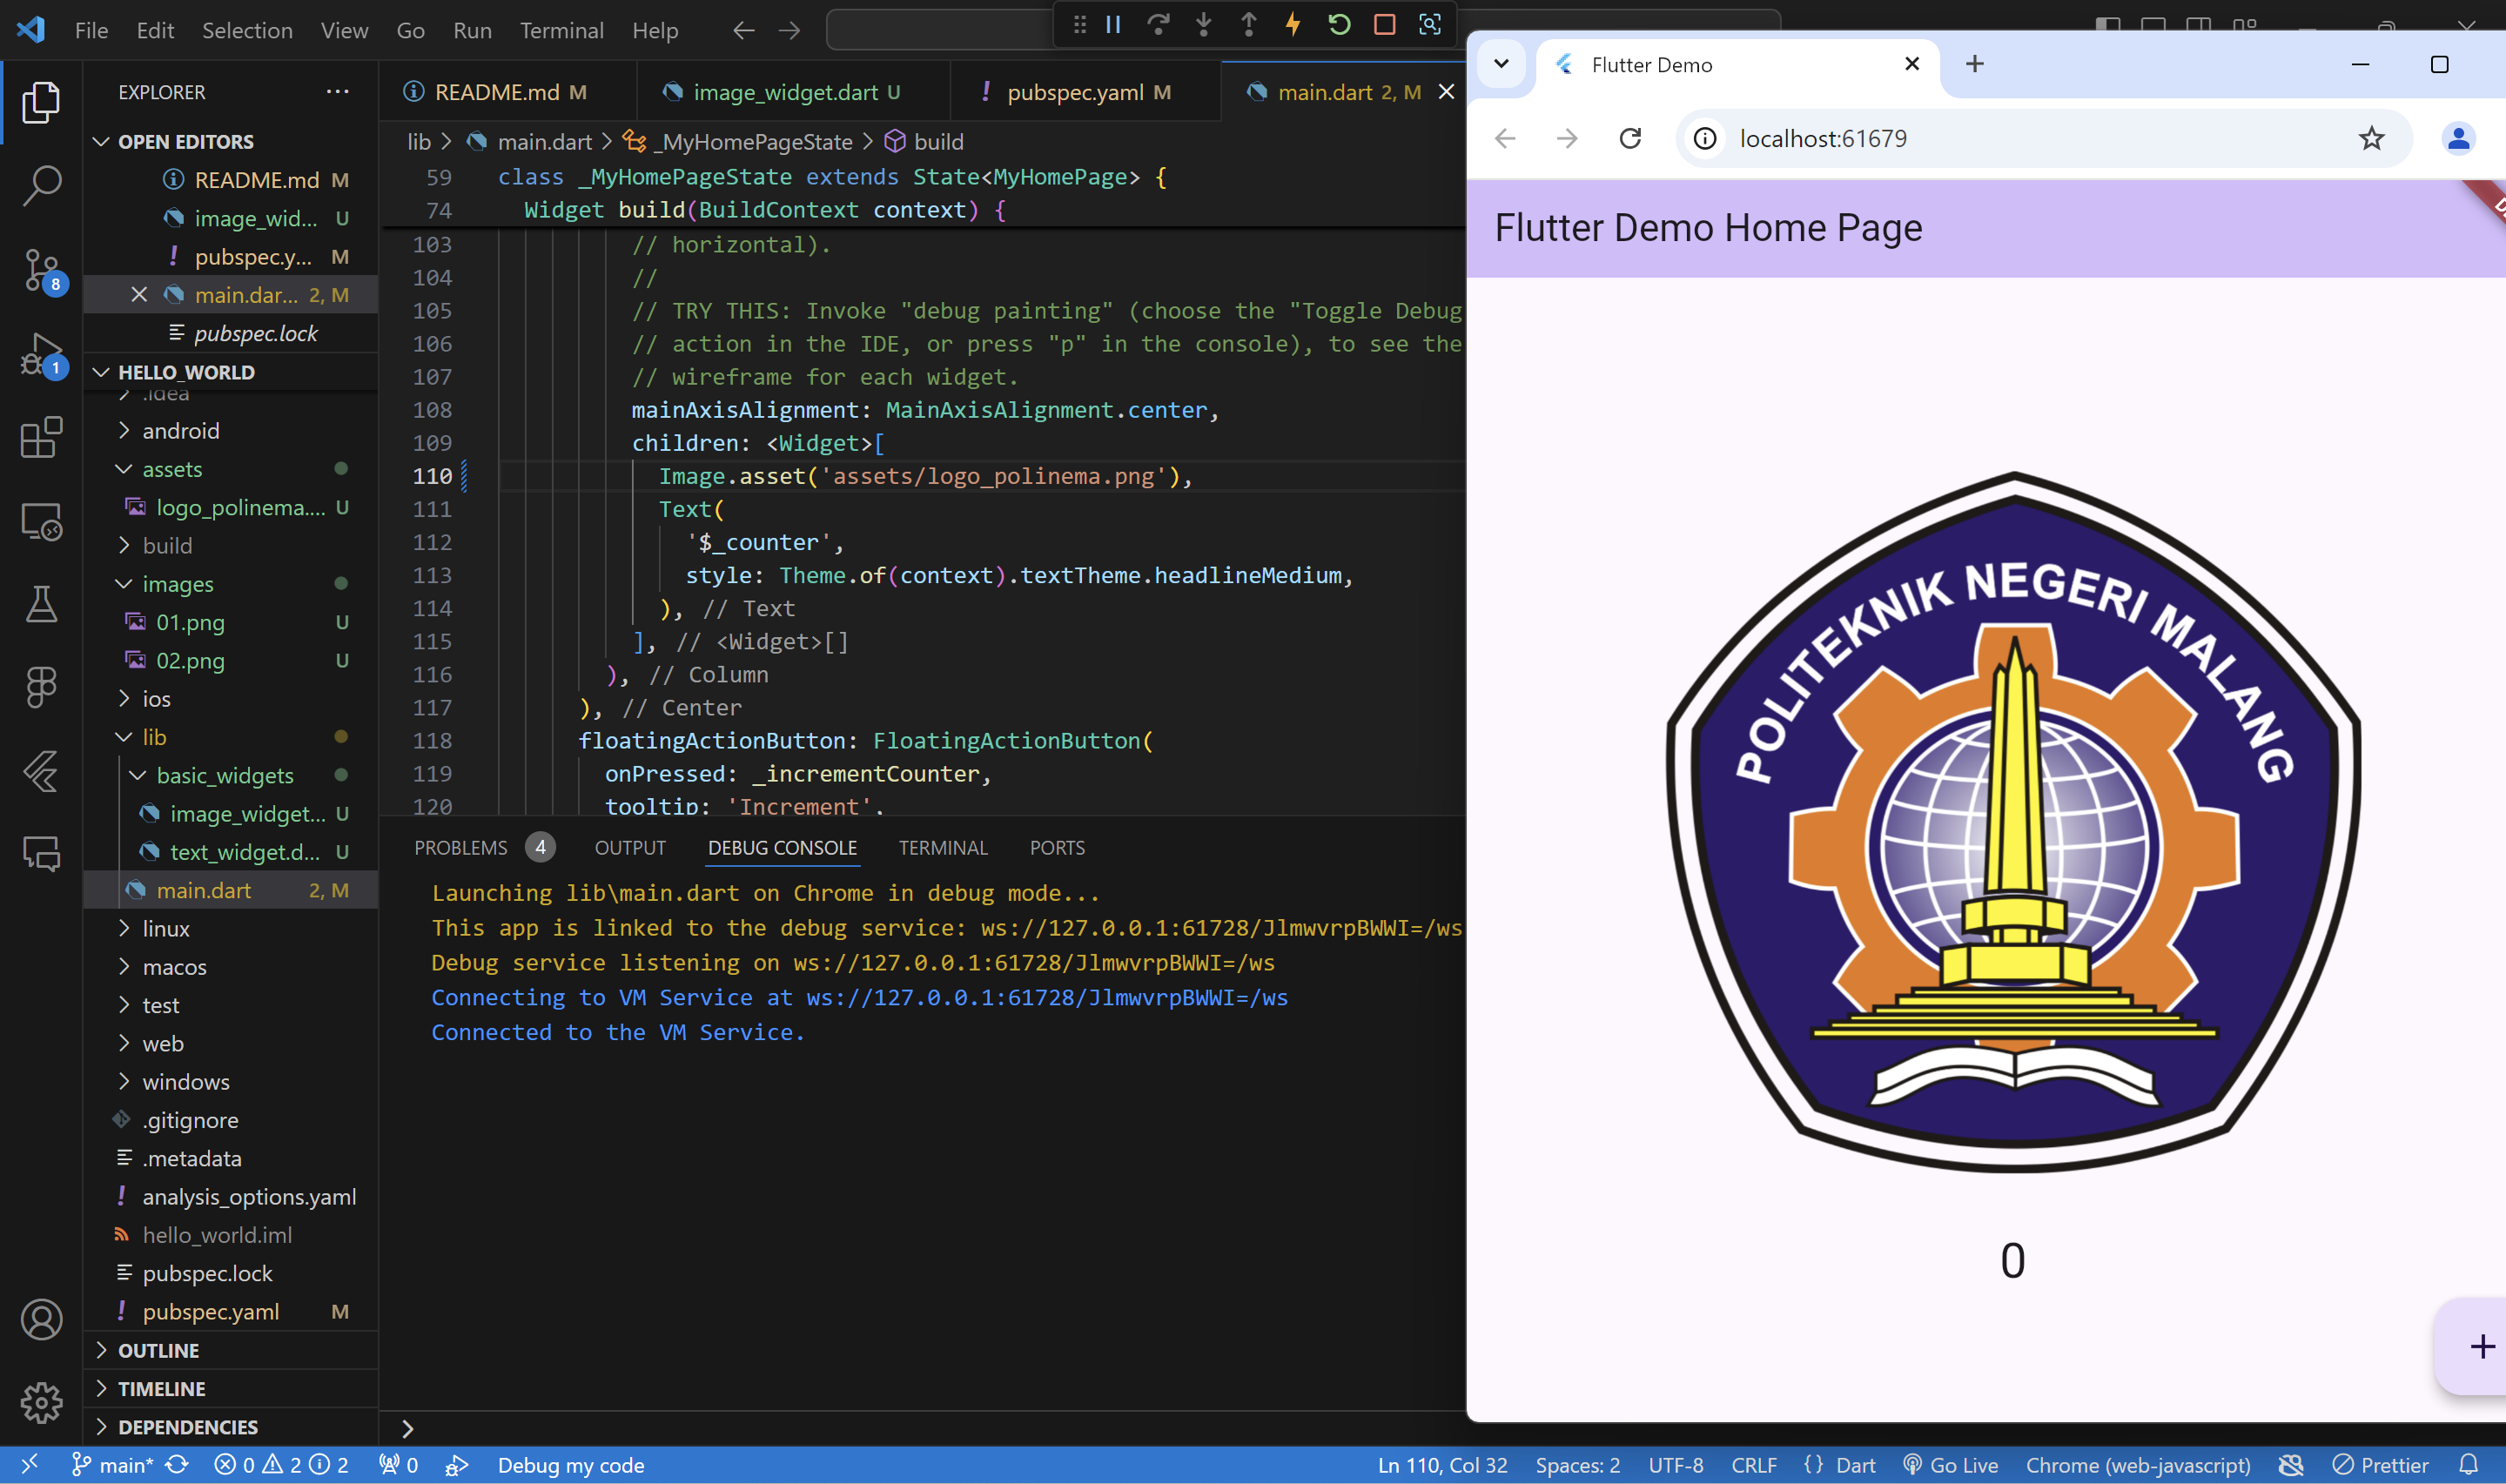 File Edit Selection View Go Run Terminal Help
EXPLORER
OPEN EDITORS
README.md M
image_wid... U
pubspec.y... M
main.dar... 2, M
pubspec.lock
HELLO_WORLD
.idea
android
assets
logo_polinema.... U
build
images
01.png U
02.png U
ios
lib
basic_widgets
image_widget... U
text_widget.d... U
main.dart 2, M
linux
macos
test
web
windows
.gitignore
.metadata
analysis_options.yaml
hello_world.iml
pubspec.lock
pubspec.yaml M
OUTLINE
TIMELINE
DEPENDENCIES
8
1
README.md M image_widget.dart U pubspec.yaml M main.dart 2, M
lib > main.dart > _MyHomePageState > build
59 class _MyHomePageState extends State<MyHomePage> {
74 Widget build(BuildContext context) {
103 // horizontal).
104 //
105 // TRY THIS: Invoke "debug painting" (choose the "Toggle Debug
106 // action in the IDE, or press "p" in the console), to see the
107 // wireframe for each widget.
108 mainAxisAlignment: MainAxisAlignment.center,
109 children: <Widget>[
110 Image.asset('assets/logo_polinema.png'),
111 Text(
112 '$_counter',
113 style: Theme.of(context).textTheme.headlineMedium,
114 ), // Text
115 ], // <Widget>[]
116 ), // Column
117 ), // Center
118 floatingActionButton: FloatingActionButton(
119 onPressed: _incrementCounter,
120 tooltip: 'Increment',
PROBLEMS 4 OUTPUT DEBUG CONSOLE TERMINAL PORTS
Launching lib\main.dart on Chrome in debug mode...
This app is linked to the debug service: ws://127.0.0.1:61728/JlmwvrpBWWI=/ws
Debug service listening on ws://127.0.0.1:61728/JlmwvrpBWWI=/ws
Connecting to VM Service at ws://127.0.0.1:61728/JlmwvrpBWWI=/ws
Connected to the VM Service.
Flutter Demo
localhost:61679
Flutter Demo Home Page
POLITEKNIK NEGERI MALANG
0
+
main* 0 2 2 0 Debug my code Ln 110, Col 32 Spaces: 2 UTF-8 CRLF {} Dart Go Live Chrome (web-javascript) Prettier